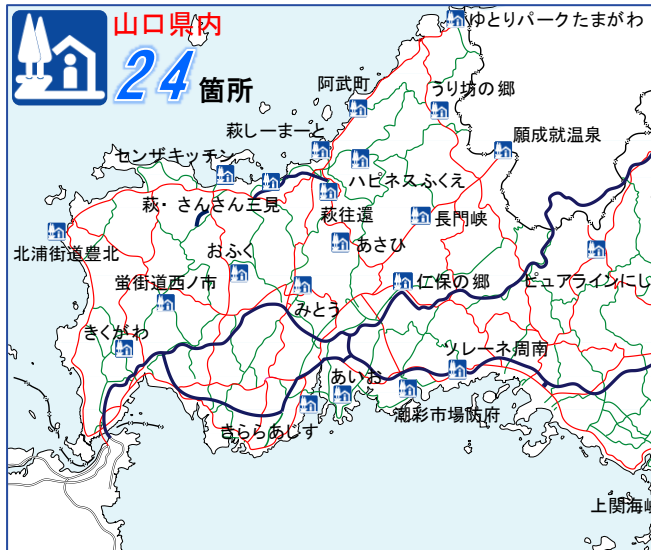 山口県内
24箇所
ゆとりパークたまがわ
阿武町
うり坊の郷
萩しーまーと
願成就温泉
センザキッチン
ハピネスふくえ
萩・さんさん三見
萩往還
長門峡
北浦街道豊北
おふく
あさひ
蛍街道西ノ市
みとう
仁保の郷
ピュアラインにし
きくがわ
ソレーネ周南
あいお
潮彩市場防府
きららあじす
上関海